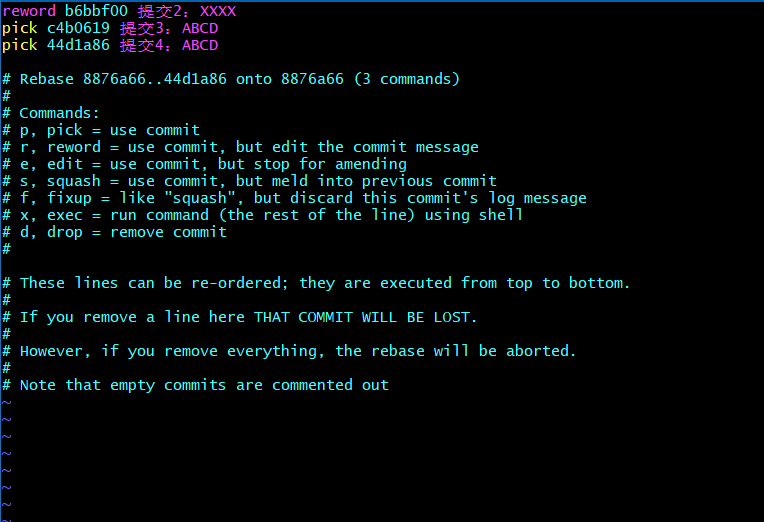 reword b6bbf00 提交2：XXXX
pick c4b0619 提交3：ABCD
pick 44d1a86 提交4：ABCD
# Rebase 8876a66..44d1a86 onto 8876a66 (3 commands)
#
# Commands:
# p, pick = use commit
# r, reword = use commit, but edit the commit message
# e, edit = use commit, but stop for amending
# s, squash = use commit, but meld into previous commit
# f, fixup = like "squash", but discard this commit's log message
# x, exec = run command (the rest of the line) using shell
# d, drop = remove commit
#
# These lines can be re-ordered; they are executed from top to bottom.
#
# If you remove a line here THAT COMMIT WILL BE LOST.
#
# However, if you remove everything, the rebase will be aborted.
#
# Note that empty commits are commented out
~
~
~
~
~
~
~
~